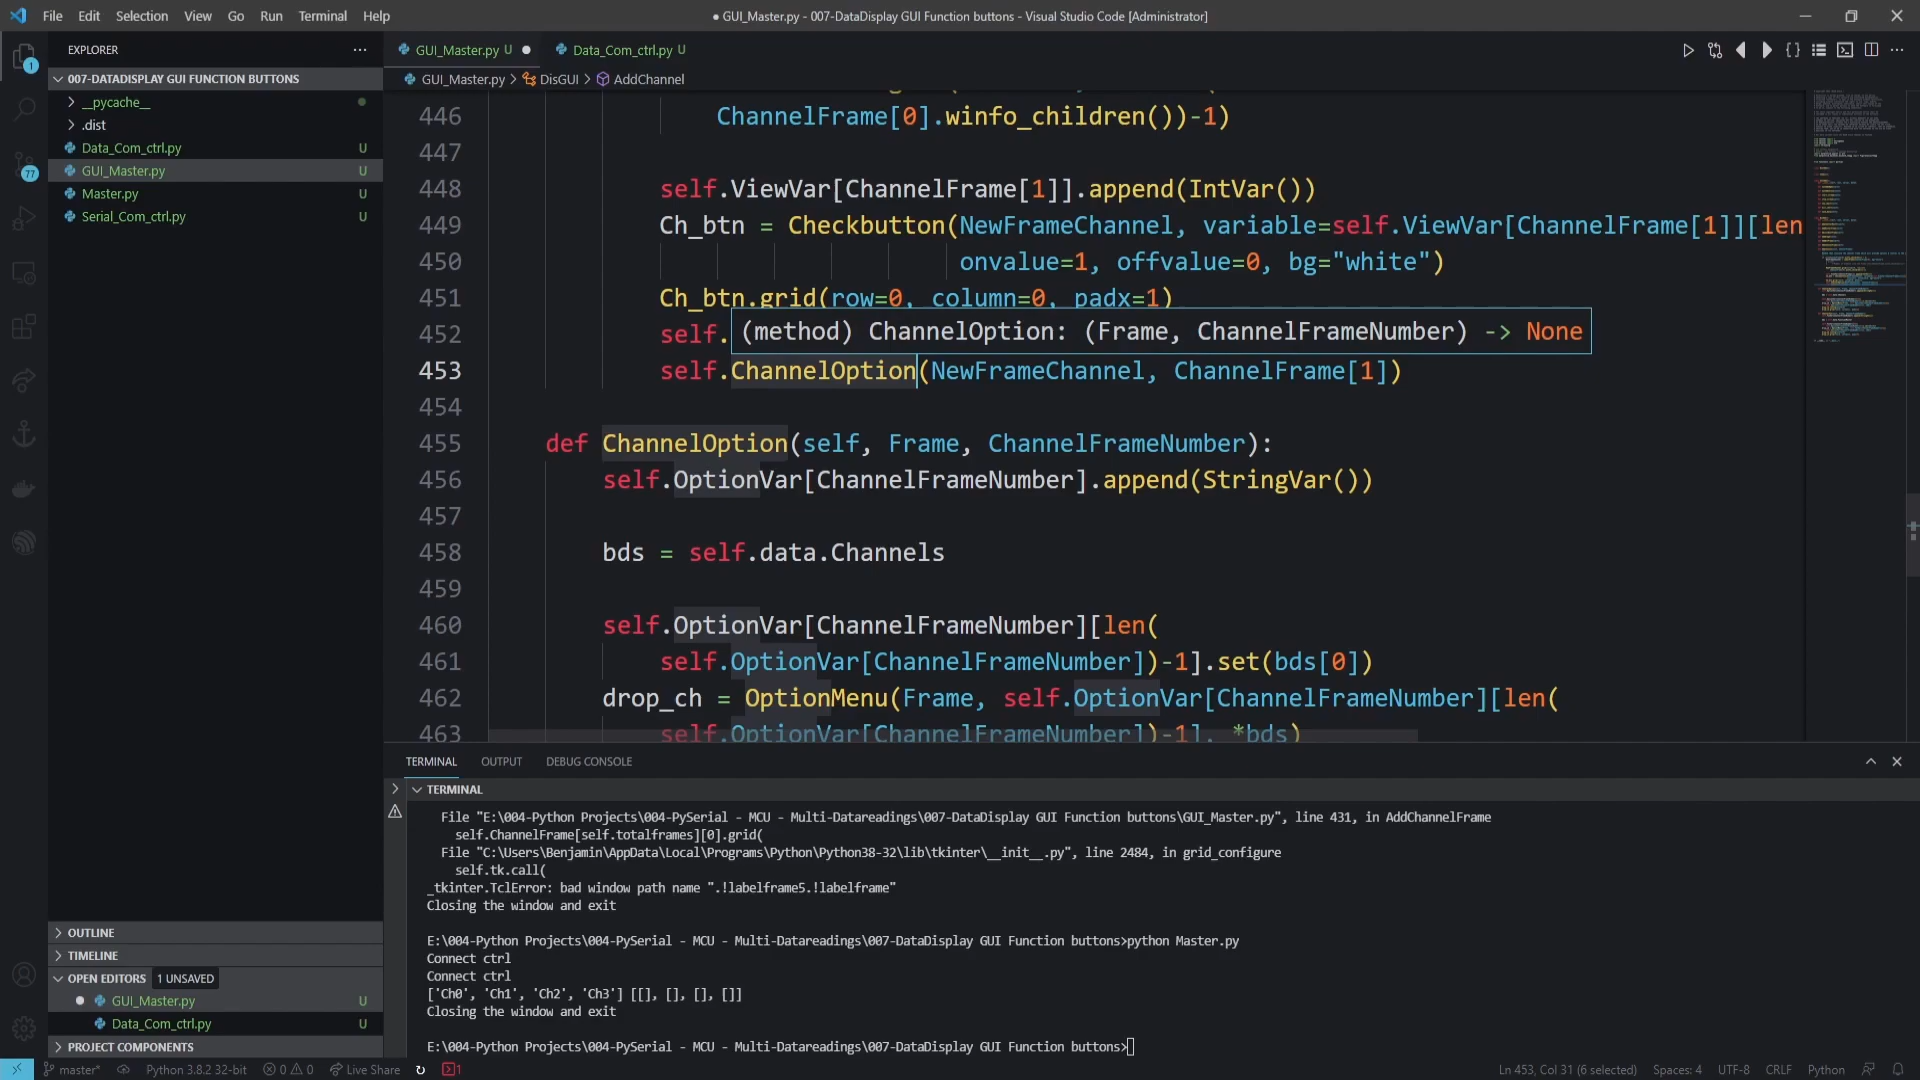 File Edit Selection View Go Run Terminal Help
● GUI_Master.py - 007-DataDisplay GUI Function buttons - Visual Studio Code [Administrator]
EXPLORER
GUI_Master.py U
Data_Com_ctrl.py U
007-DATADISPLAY GUI FUNCTION BUTTONS
GUI_Master.py > DisGUI > AddChannel
__pycache__
.dist
Data_Com_ctrl.py U
GUI_Master.py U
Master.py U
Serial_Com_ctrl.py U
1
77
446 ChannelFrame[0].winfo_children())-1)
447
448 self.ViewVar[ChannelFrame[1]].append(IntVar())
449 Ch_btn = Checkbutton(NewFrameChannel, variable=self.ViewVar[ChannelFrame[1]][len
450 onvalue=1, offvalue=0, bg="white")
451 Ch_btn.grid(row=0, column=0, padx=1)
452 self.
(method) ChannelOption: (Frame, ChannelFrameNumber) -> None
453 self.ChannelOption(NewFrameChannel, ChannelFrame[1])
454
455 def ChannelOption(self, Frame, ChannelFrameNumber):
456 self.OptionVar[ChannelFrameNumber].append(StringVar())
457
458 bds = self.data.Channels
459
460 self.OptionVar[ChannelFrameNumber][len(
461 self.OptionVar[ChannelFrameNumber])-1].set(bds[0])
462 drop_ch = OptionMenu(Frame, self.OptionVar[ChannelFrameNumber][len(
463 self.OptionVar[ChannelFrameNumber])-1], *bds)
TERMINAL OUTPUT DEBUG CONSOLE
TERMINAL
File "E:\004-Python Projects\004-PySerial - MCU - Multi-Datareadings\007-DataDisplay GUI Function buttons\GUI_Master.py", line 431, in AddChannelFrame
self.ChannelFrame[self.totalframes][0].grid(
File "C:\Users\Benjamin\AppData\Local\Programs\Python\Python38-32\lib\tkinter\__init__.py", line 2484, in grid_configure
self.tk.call(
_tkinter.TclError: bad window path name ".!labelframe5.!labelframe"
Closing the window and exit
E:\004-Python Projects\004-PySerial - MCU - Multi-Datareadings\007-DataDisplay GUI Function buttons>python Master.py
Connect ctrl
Connect ctrl
['Ch0', 'Ch1', 'Ch2', 'Ch3'] [[], [], [], []]
Closing the window and exit
E:\004-Python Projects\004-PySerial - MCU - Multi-Datareadings\007-DataDisplay GUI Function buttons>
OUTLINE
TIMELINE
OPEN EDITORS 1 UNSAVED
GUI_Master.py U
Data_Com_ctrl.py U
PROJECT COMPONENTS
master* Python 3.8.2 32-bit 0 0 Live Share 1
Ln 453, Col 31 (6 selected) Spaces: 4 UTF-8 CRLF Python